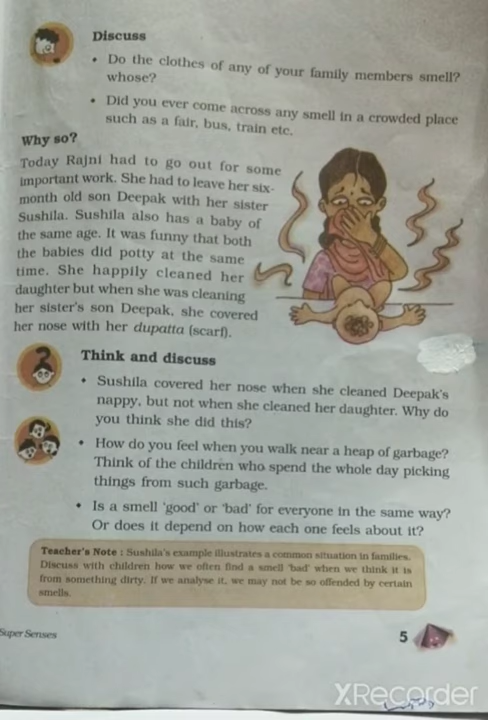 Discuss
• Do the clothes of any of your family members smell?
whose?
• Did you ever come across any smell in a crowded place
such as a fair, bus, train etc.
Why so?
Today Rajni had to go out for some
important work. She had to leave her six-
month old son Deepak with her sister
Sushila. Sushila also has a baby of
the same age. It was funny that both
the babies did potty at the same
time. She happily cleaned her
daughter but when she was cleaning
her sister's son Deepak, she covered
her nose with her dupatta (scarf).
Think and discuss
• Sushila covered her nose when she cleaned Deepak's
nappy, but not when she cleaned her daughter. Why do
you think she did this?
• How do you feel when you walk near a heap of garbage?
Think of the children who spend the whole day picking
things from such garbage.
• Is a smell 'good' or 'bad' for everyone in the same way?
Or does it depend on how each one feels about it?
Teacher's Note : Sushila's example illustrates a common situation in families.
Discuss with children how we often find a smell 'bad' when we think it is
from something dirty. If we analyse it, we may not be so offended by certain
smells.
Super Senses
5
XRecorder